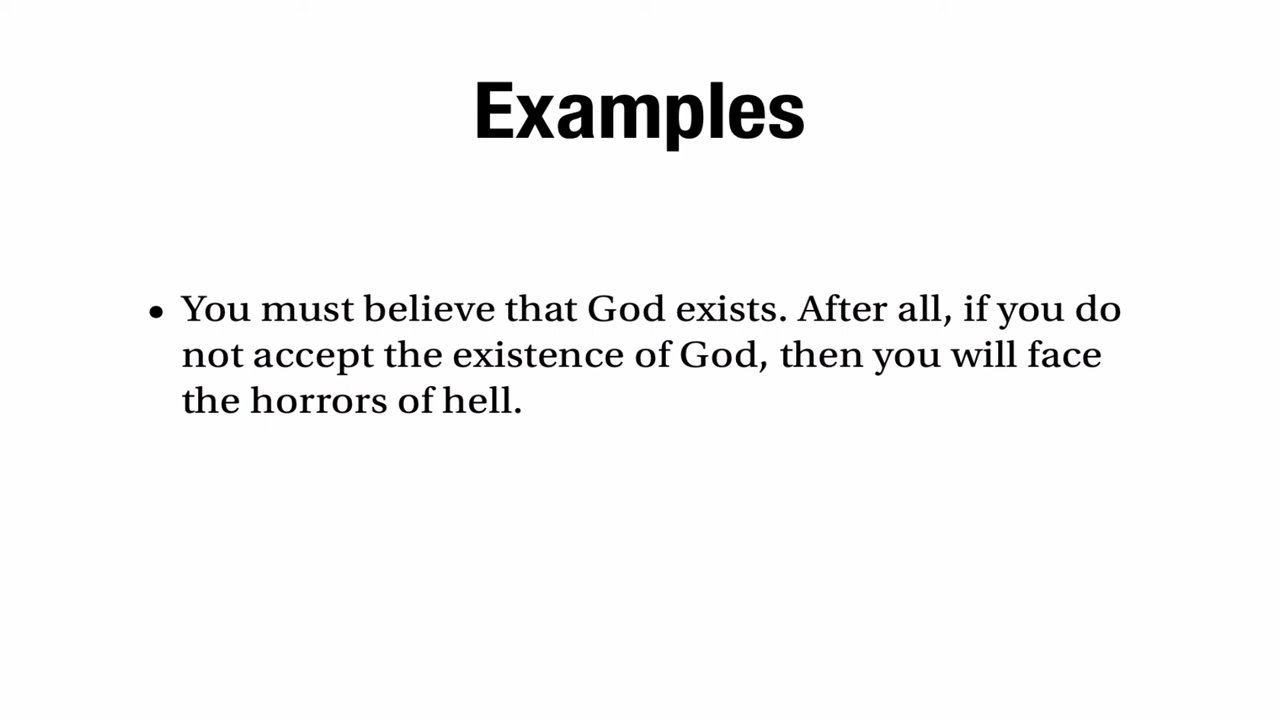 Examples
• You must believe that God exists. After all, if you do
not accept the existence of God, then you will face
the horrors of hell.